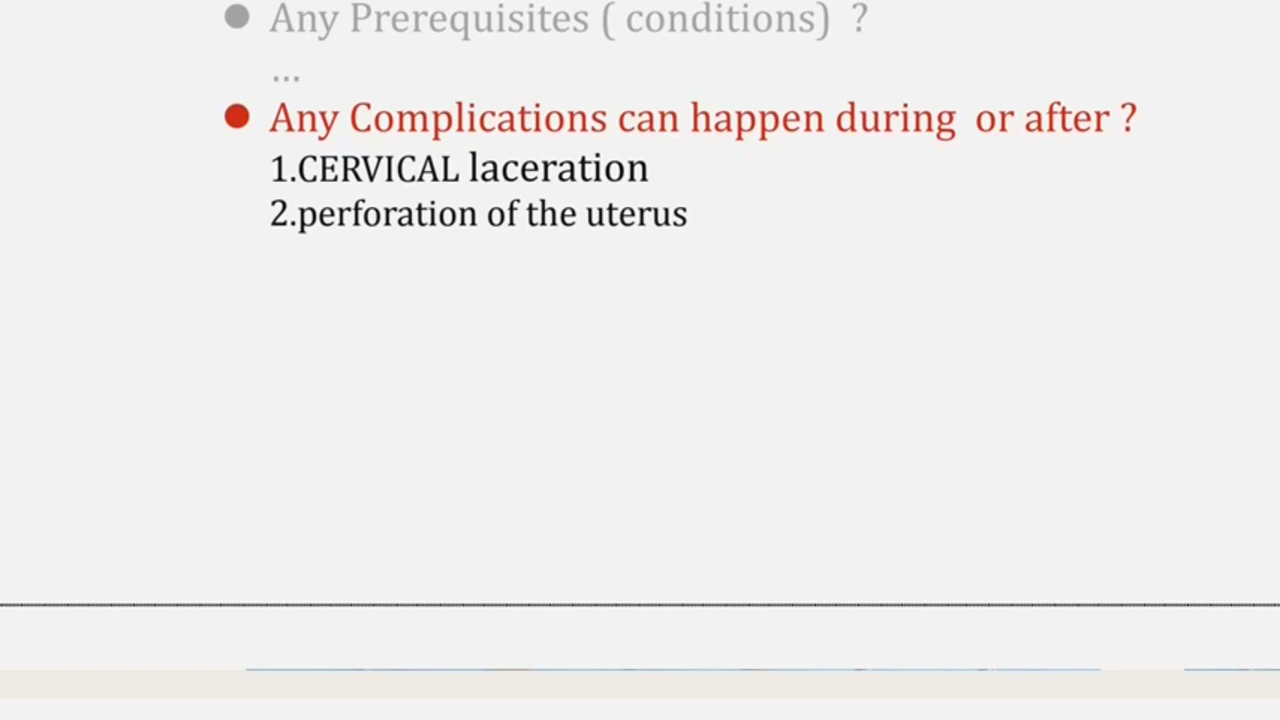 Any Prerequisites ( conditions) ?
...
Any Complications can happen during or after ?
1.CERVICAL laceration
2.perforation of the uterus